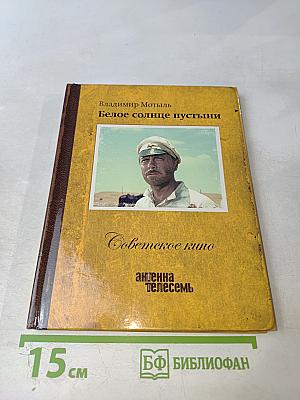 Владимир Мотыль
Белое солнце пустыни
Советское кино
антенна
телесемь
15 см
БФ БИБЛИОФАН